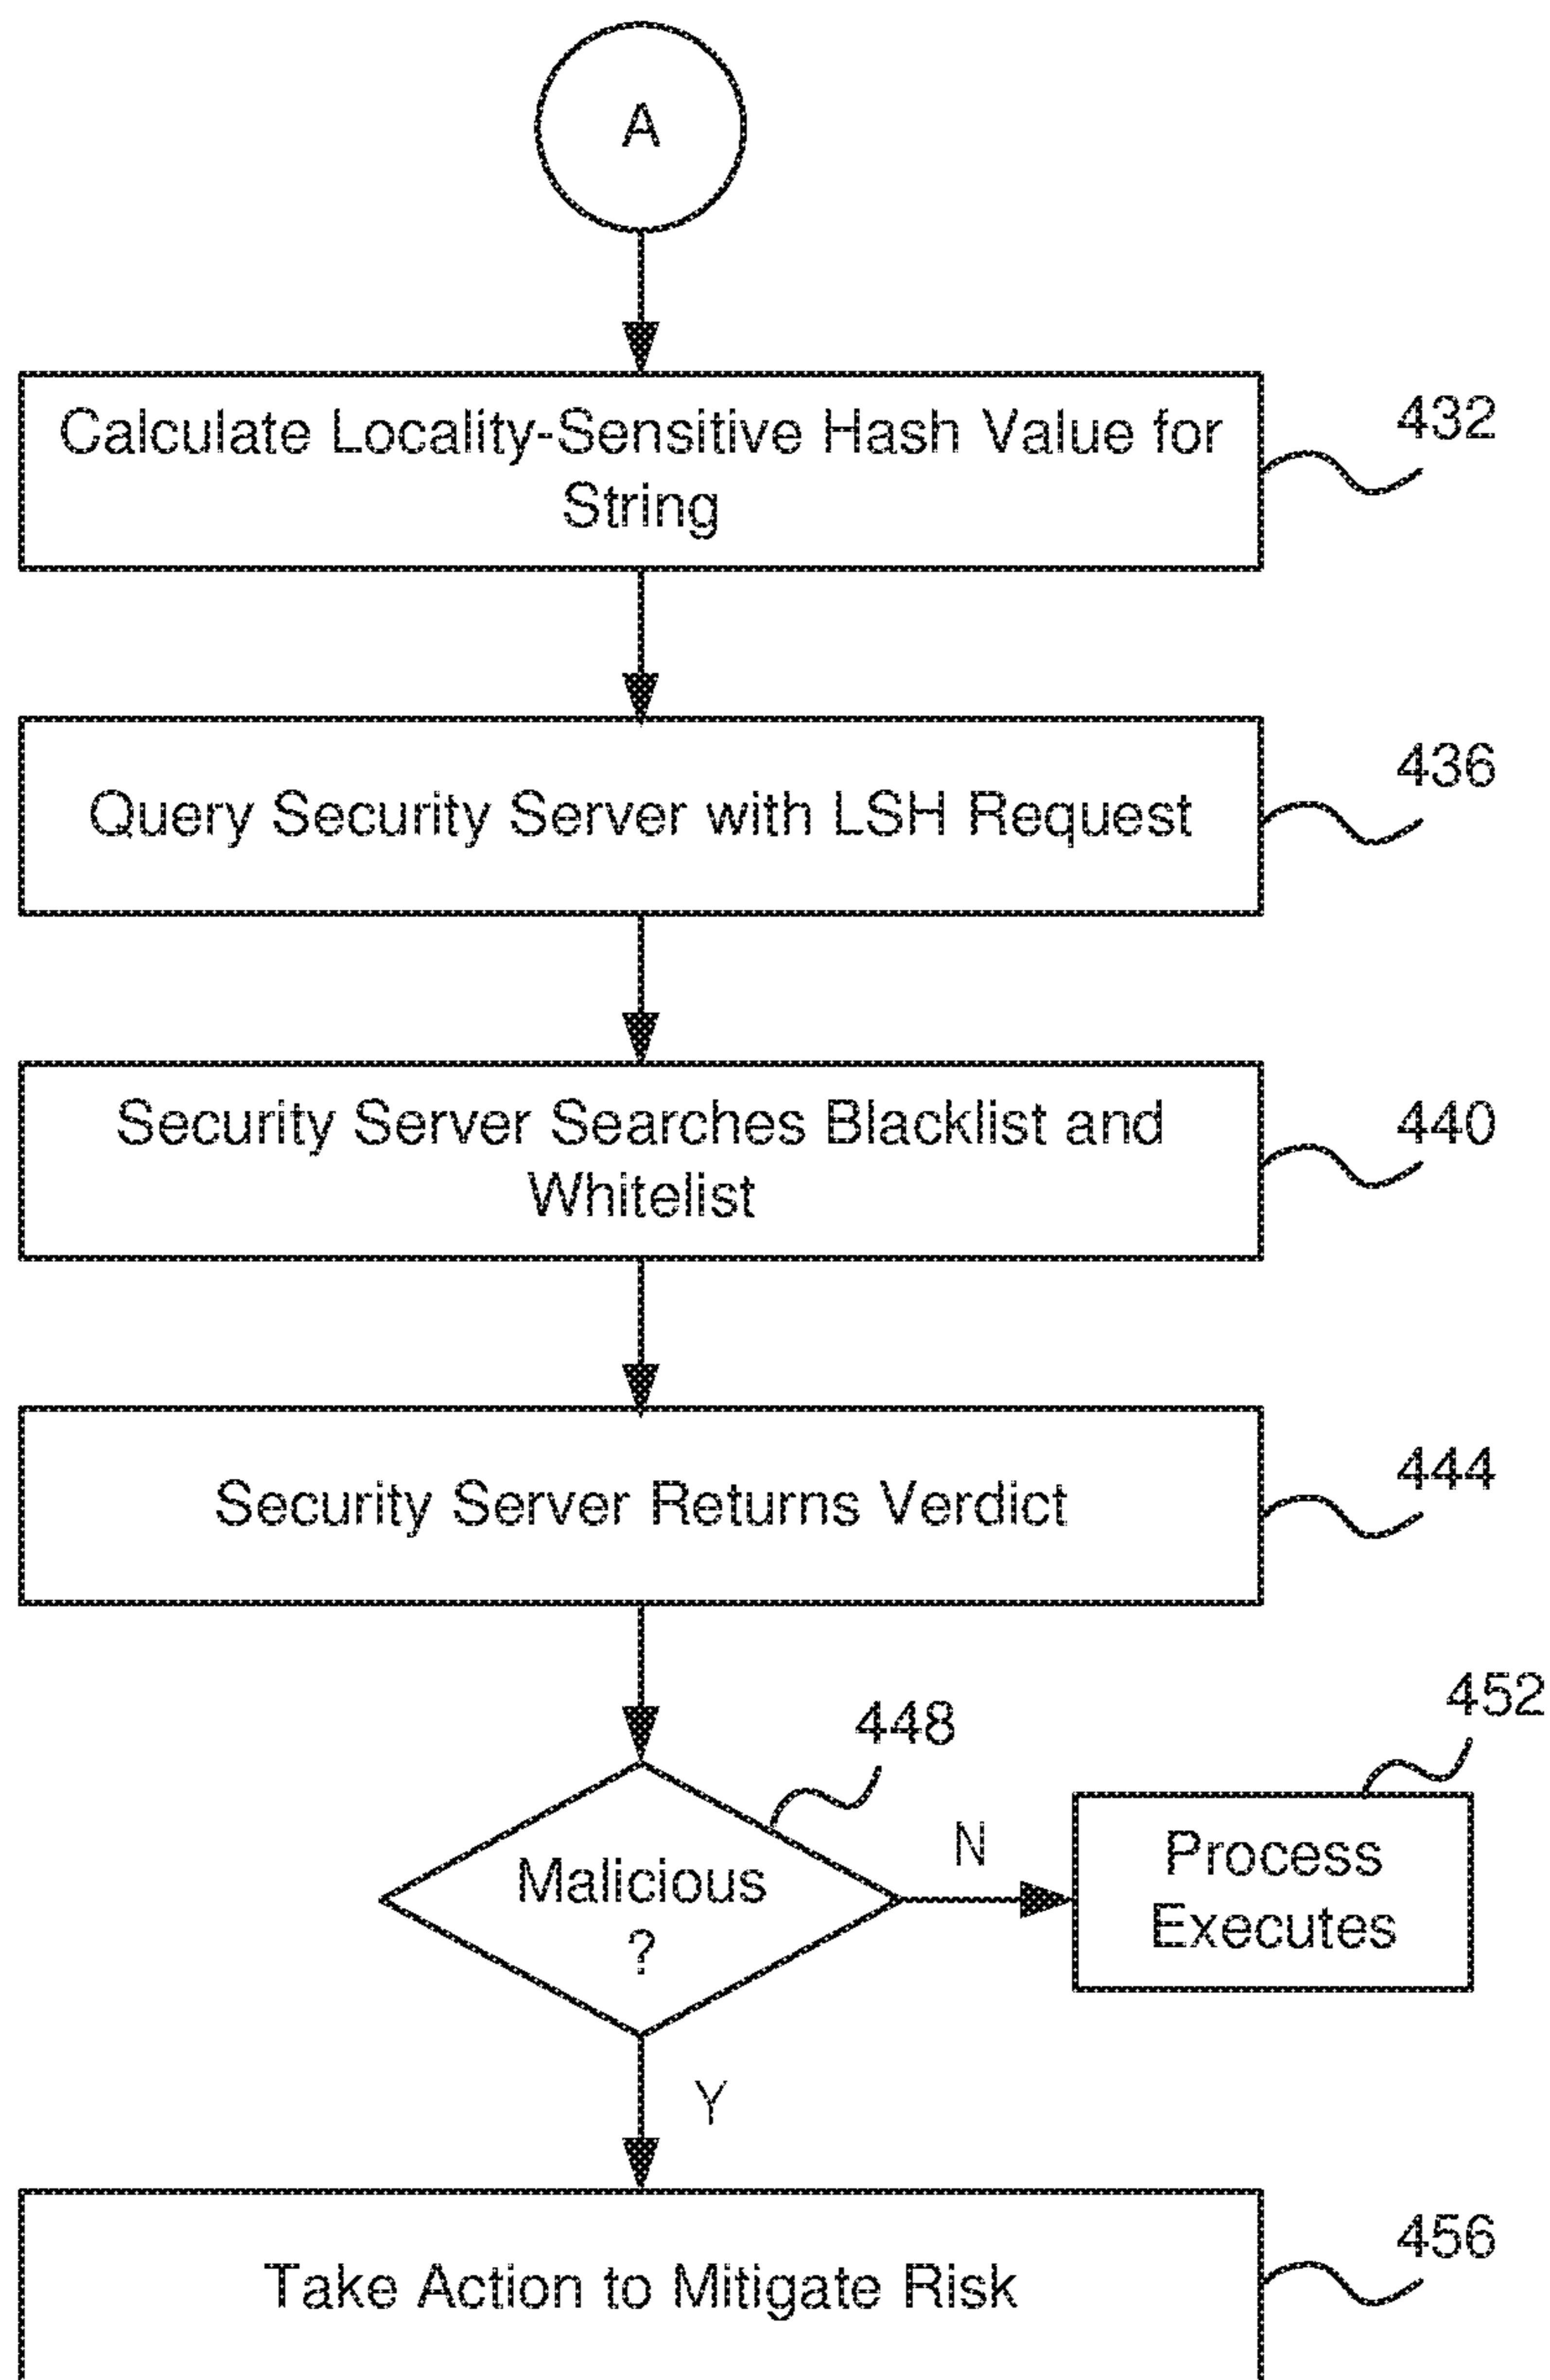 A
Calculate Locality-Sensitive Hash Value for
String
432
Query Security Server with LSH Request
436
Security Server Searches Blacklist and
Whitelist
440
Security Server Returns Verdict
444
448
452
Malicious
?
N
Process
Executes
Y
Take Action to Mitigate Risk
456